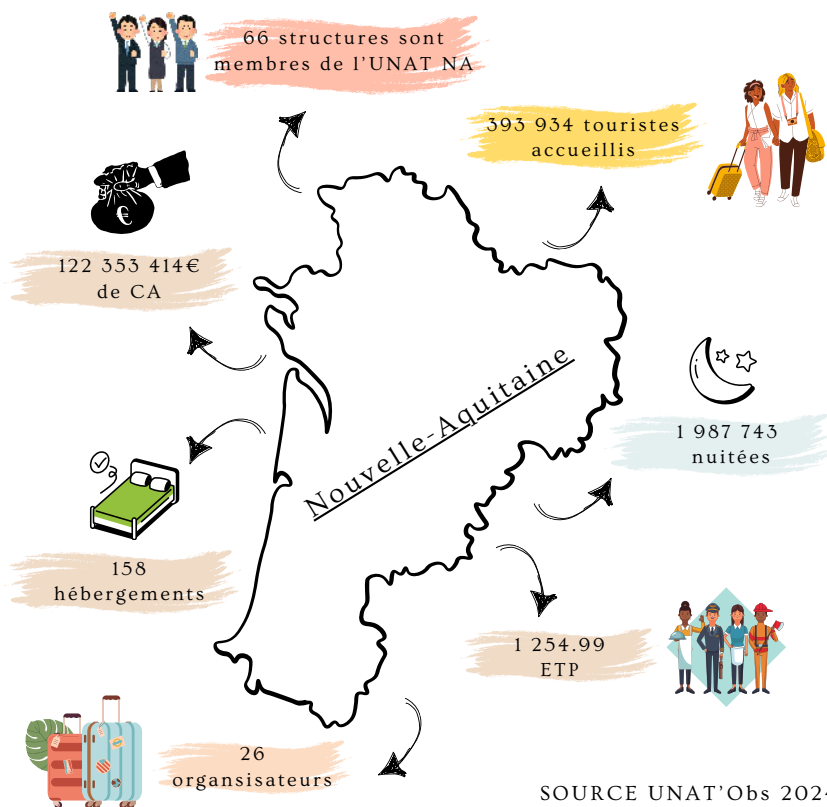 66 structures sont
membres de l'UNAT NA
393 934 touristes
accueillis
122 353 414€
de CA
€
Nouvelle-Aquitaine
1 987 743
nuitées
158
hébergements
1 254.99
ETP
26
organsisateurs
SOURCE UNAT'Obs 2024